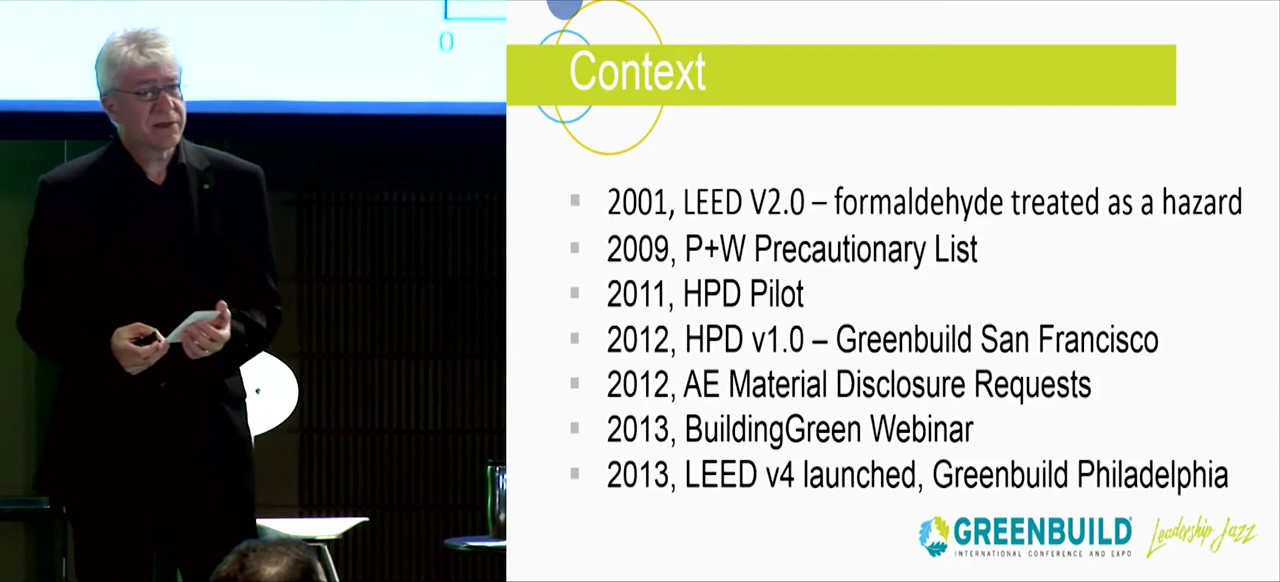 0
Context
2001, LEED V2.0 – formaldehyde treated as a hazard
2009, P+W Precautionary List
2011, HPD Pilot
2012, HPD v1.0 – Greenbuild San Francisco
2012, AE Material Disclosure Requests
2013, BuildingGreen Webinar
2013, LEED v4 launched, Greenbuild Philadelphia
GREENBUILD®
INTERNATIONAL CONFERENCE AND EXPO
Leadership Jazz